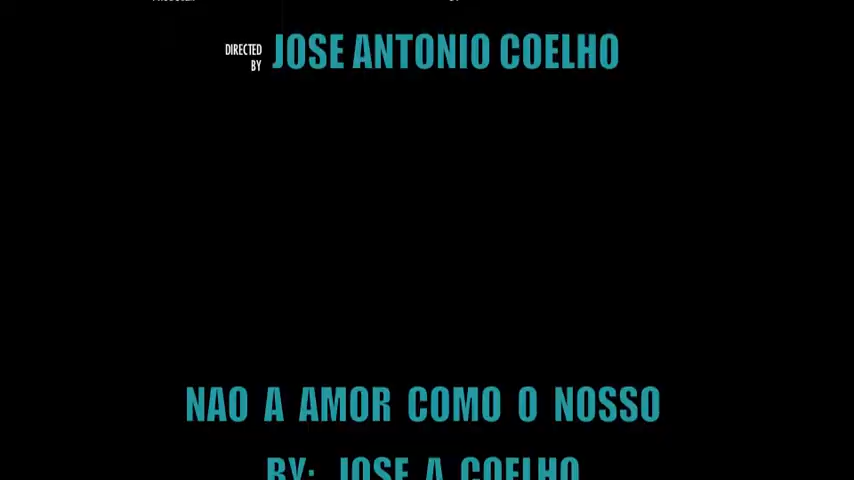 DIRECTED BY JOSE ANTONIO COELHO
NAO A AMOR COMO O NOSSO
BY: JOSE A COELHO